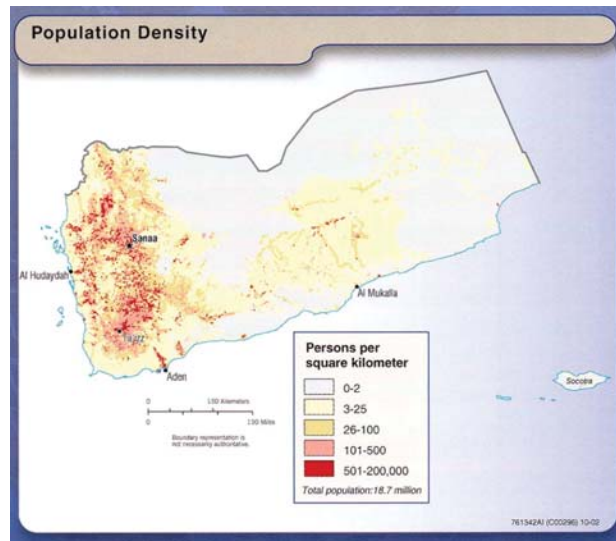 Population Density
Sanaa
Al Hudaydah
Al Mukalla
Taizz
Aden
Socotra
0 150 Kilometers
0 150 Miles
Boundary representation is
not necessarily authoritative.
Persons per
square kilometer
0-2
3-25
26-100
101-500
501-200,000
Total population:18.7 million
761342AI (C00296) 10-02